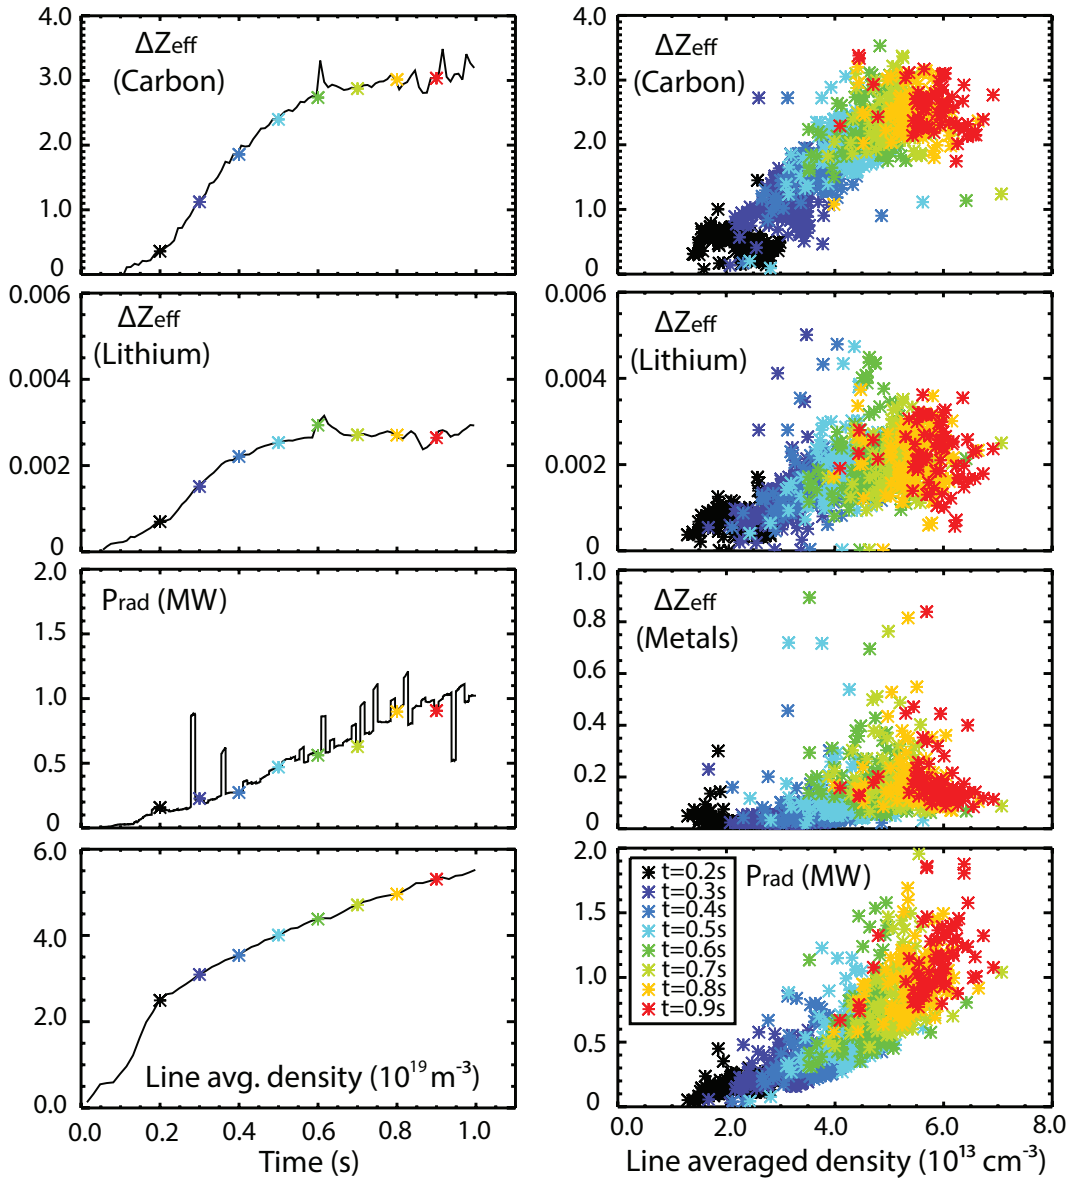 ΔZeff
(Carbon)
4.0
3.0
2.0
1.0
0
ΔZeff
(Lithium)
0.006
0.004
0.002
0
Prad (MW)
2.0
1.5
1.0
0.5
0
Line avg. density (10¹⁹ m⁻³)
6.0
4.0
2.0
0.0
0.0 0.2 0.4 0.6 0.8 1.0
Time (s)
ΔZeff
(Carbon)
4.0
3.0
2.0
1.0
0
ΔZeff
(Lithium)
0.006
0.004
0.002
0
ΔZeff
(Metals)
1.0
0.8
0.6
0.4
0.2
0
Prad (MW)
2.0
1.5
1.0
0.5
0
t=0.2s
t=0.3s
t=0.4s
t=0.5s
t=0.6s
t=0.7s
t=0.8s
t=0.9s
0.0 2.0 4.0 6.0 8.0
Line averaged density (10¹³ cm⁻³)